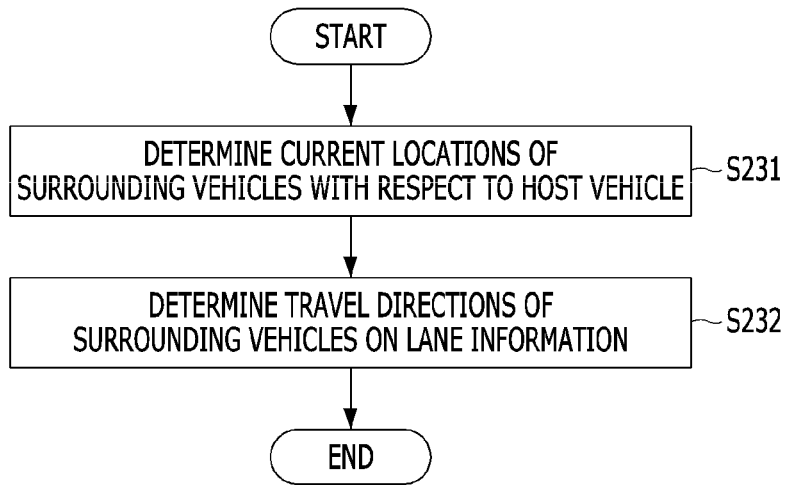 START
DETERMINE CURRENT LOCATIONS OF
SURROUNDING VEHICLES WITH RESPECT TO HOST VEHICLE
S231
DETERMINE TRAVEL DIRECTIONS OF
SURROUNDING VEHICLES ON LANE INFORMATION
S232
END